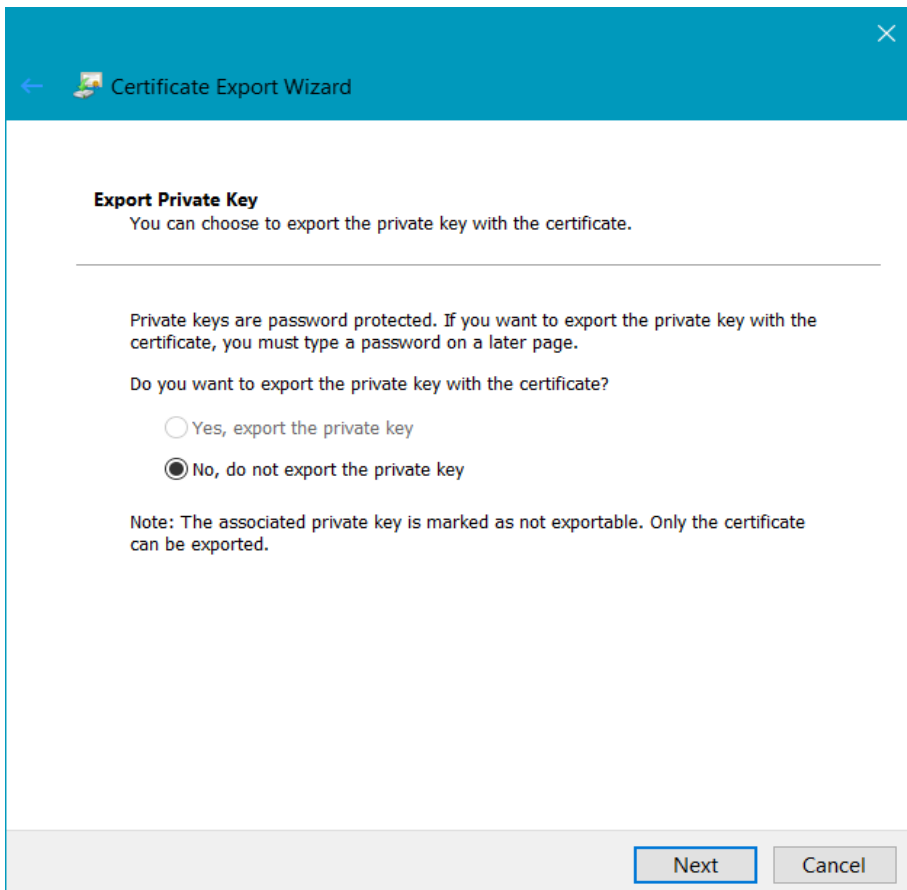 Certificate Export Wizard
Export Private Key
You can choose to export the private key with the certificate.
Private keys are password protected. If you want to export the private key with the
certificate, you must type a password on a later page.
Do you want to export the private key with the certificate?
Yes, export the private key
No, do not export the private key
Note: The associated private key is marked as not exportable. Only the certificate
can be exported.
Next
Cancel